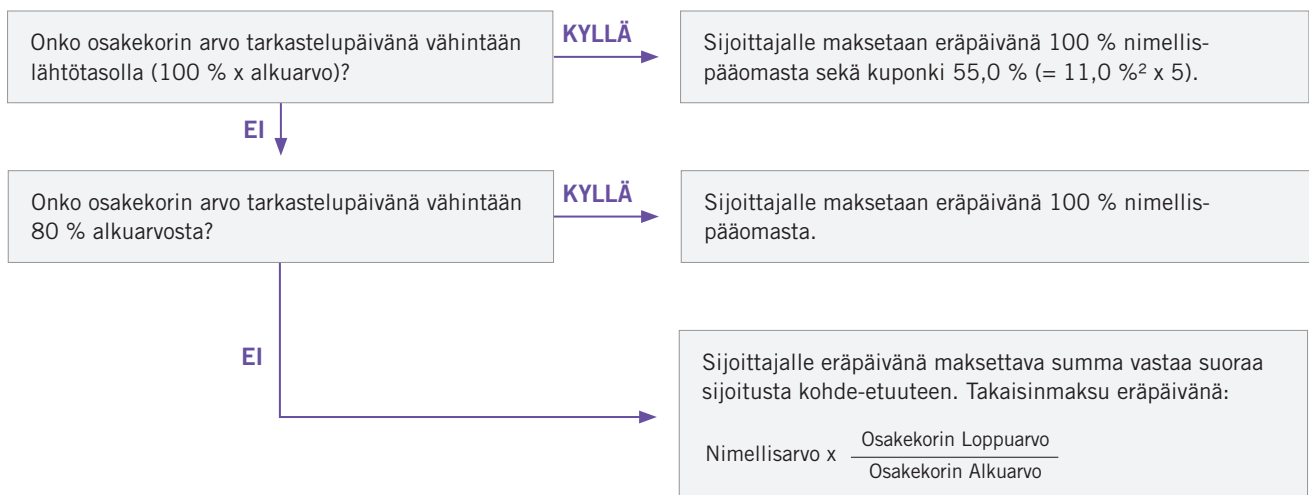 Onko osakekorin arvo tarkastelupäivänä vähintään
lähtötasolla (100 % x alkuarvo)?
KYLLÄ
Sijoittajalle maksetaan eräpäivänä 100 % nimellis-
pääomasta sekä kuponki 55,0 % (= 11,0 %² x 5).
EI
Onko osakekorin arvo tarkastelupäivänä vähintään
80 % alkuarvosta?
KYLLÄ
Sijoittajalle maksetaan eräpäivänä 100 % nimellis-
pääomasta.
EI
Sijoittajalle eräpäivänä maksettava summa vastaa suoraa
sijoitusta kohde-etuuteen. Takaisinmaksu eräpäivänä:
Nimellisarvo x
Osakekorin Loppuarvo
Osakekorin Alkuarvo